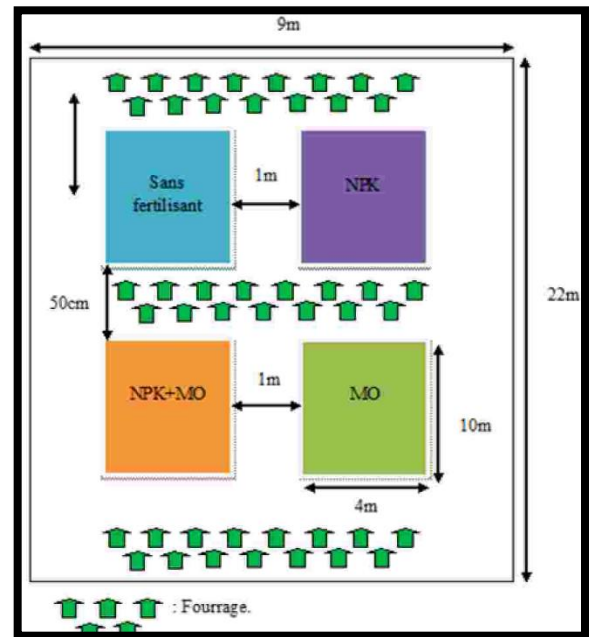 9m
Sans
fertilisant
1m
NPK
50cm
22m
NPK+MO
1m
MO
10m
4m
: Fourrage.